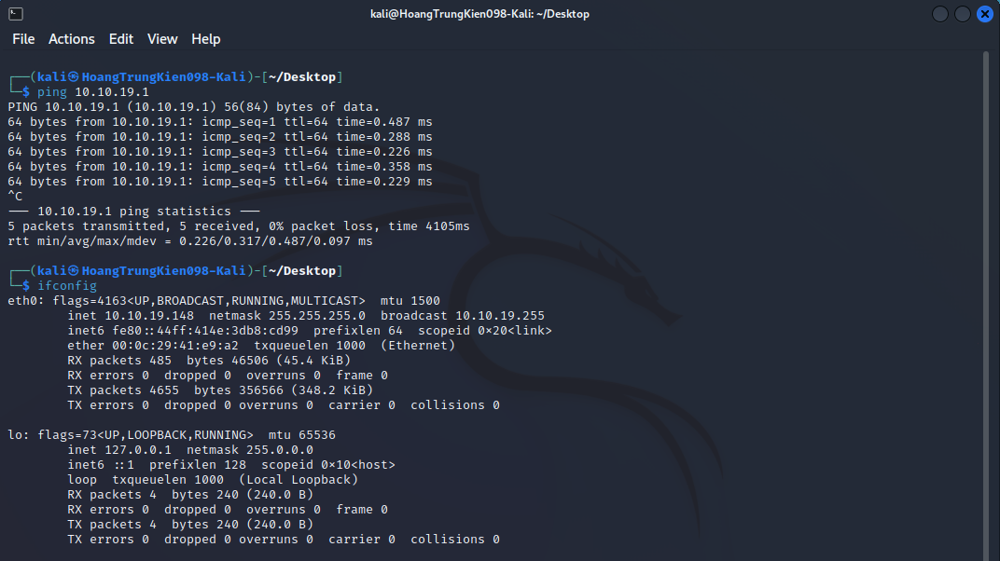 kali@HoangTrungKien098-Kali: ~/Desktop
File Actions Edit View Help
┌──(kali㉿HoangTrungKien098-Kali)-[~/Desktop]
└─$ ping 10.10.19.1
PING 10.10.19.1 (10.10.19.1) 56(84) bytes of data.
64 bytes from 10.10.19.1: icmp_seq=1 ttl=64 time=0.487 ms
64 bytes from 10.10.19.1: icmp_seq=2 ttl=64 time=0.288 ms
64 bytes from 10.10.19.1: icmp_seq=3 ttl=64 time=0.226 ms
64 bytes from 10.10.19.1: icmp_seq=4 ttl=64 time=0.358 ms
64 bytes from 10.10.19.1: icmp_seq=5 ttl=64 time=0.229 ms
^C
--- 10.10.19.1 ping statistics ---
5 packets transmitted, 5 received, 0% packet loss, time 4105ms
rtt min/avg/max/mdev = 0.226/0.317/0.487/0.097 ms
┌──(kali㉿HoangTrungKien098-Kali)-[~/Desktop]
└─$ ifconfig
eth0: flags=4163<UP,BROADCAST,RUNNING,MULTICAST>  mtu 1500
        inet 10.10.19.148  netmask 255.255.255.0  broadcast 10.10.19.255
        inet6 fe80::44ff:414e:3db8:cd99  prefixlen 64  scopeid 0x20<link>
        ether 00:0c:29:41:e9:a2  txqueuelen 1000  (Ethernet)
        RX packets 485  bytes 46506 (45.4 KiB)
        RX errors 0  dropped 0  overruns 0  frame 0
        TX packets 4655  bytes 356566 (348.2 KiB)
        TX errors 0  dropped 0 overruns 0  carrier 0  collisions 0
lo: flags=73<UP,LOOPBACK,RUNNING>  mtu 65536
        inet 127.0.0.1  netmask 255.0.0.0
        inet6 ::1  prefixlen 128  scopeid 0x10<host>
        loop  txqueuelen 1000  (Local Loopback)
        RX packets 4  bytes 240 (240.0 B)
        RX errors 0  dropped 0  overruns 0  frame 0
        TX packets 4  bytes 240 (240.0 B)
        TX errors 0  dropped 0 overruns 0  carrier 0  collisions 0